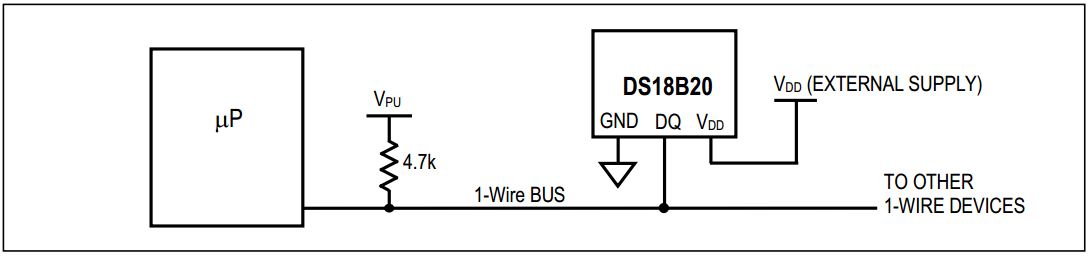 μP
VPU
4.7k
1-Wire BUS
DS18B20
GND DQ VDD
VDD (EXTERNAL SUPPLY)
TO OTHER
1-WIRE DEVICES